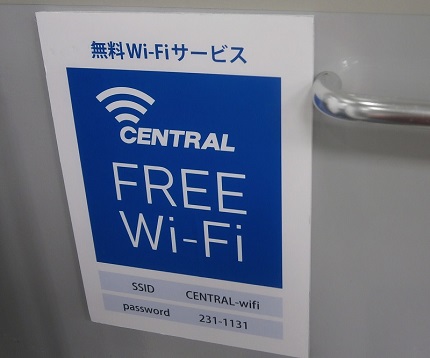 無料Wi-Fiサービス
CENTRAL
FREE
Wi-Fi
SSID CENTRAL-wifi
password 231-1131